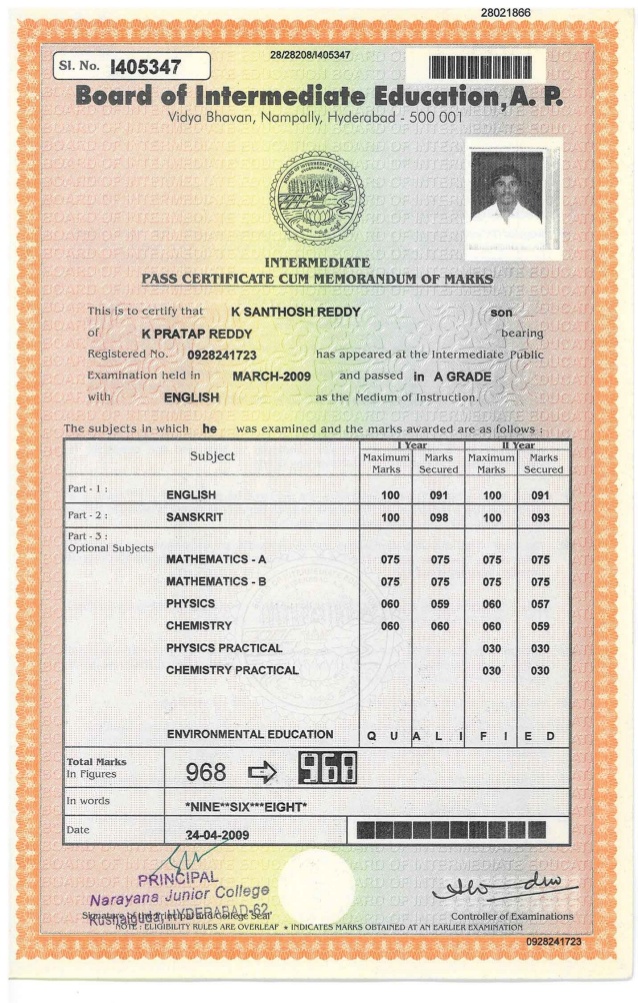 28021866
Sl. No. I405347
28/28208/I405347
Board of Intermediate Education, A. P.
Vidya Bhavan, Nampally, Hyderabad - 500 001
INTERMEDIATE
PASS CERTIFICATE CUM MEMORANDUM OF MARKS
This is to certify that K SANTHOSH REDDY son
of K PRATAP REDDY bearing
Registered No. 0928241723 has appeared at the Intermediate Public
Examination held in MARCH-2009 and passed in A GRADE
with ENGLISH as the Medium of Instruction.
The subjects in which he was examined and the marks awarded are as follows :
Subject I Year II Year
Maximum Marks Marks Secured Maximum Marks Marks Secured
Part - 1 : ENGLISH 100 091 100 091
Part - 2 : SANSKRIT 100 098 100 093
Part - 3 :
Optional Subjects
MATHEMATICS - A 075 075 075 075
MATHEMATICS - B 075 075 075 075
PHYSICS 060 059 060 057
CHEMISTRY 060 060 060 059
PHYSICS PRACTICAL 030 030
CHEMISTRY PRACTICAL 030 030
ENVIRONMENTAL EDUCATION Q U A L I F I E D
Total Marks
In Figures 968 968
In words *NINE**SIX***EIGHT*
Date 24-04-2009
PRINCIPAL
Narayana Junior College
Kushaiguda, HYDERABAD-62
Signature of the Principal and College Seal
Controller of Examinations
NOTE : ELIGIBILITY RULES ARE OVERLEAF * INDICATES MARKS OBTAINED AT AN EARLIER EXAMINATION
0928241723